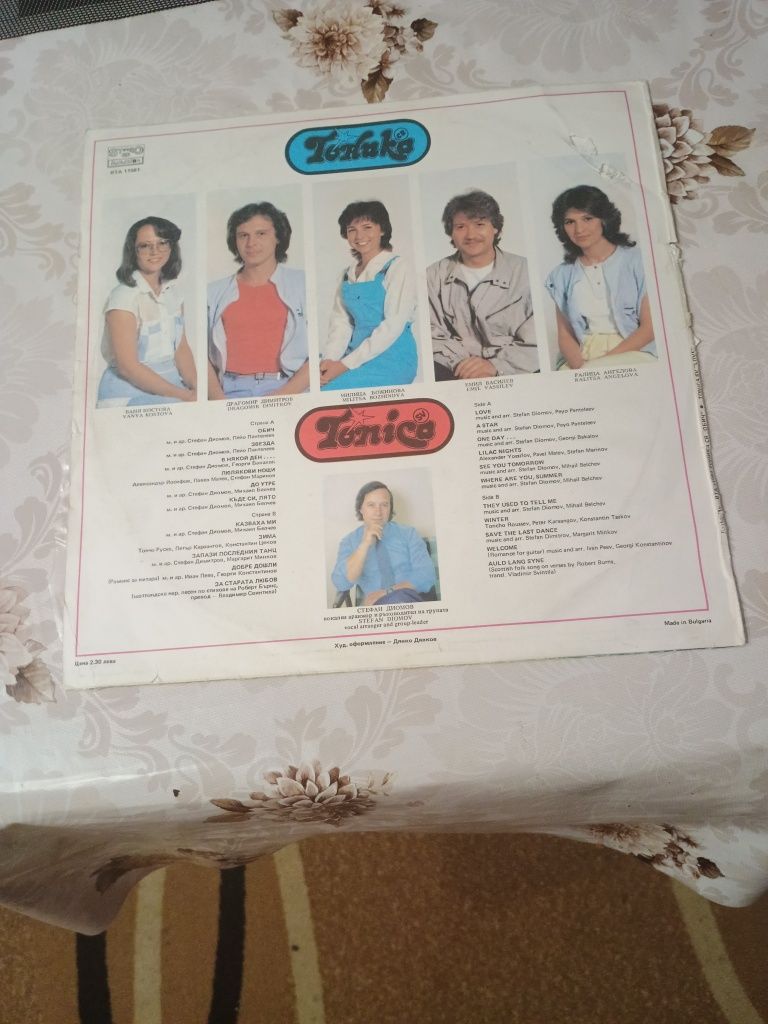 Тоника
СВ
STEREO
ВТА 11581
ВАНЯ КОСТОВА
VANYA KOSTOVA
ДРАГОМИР ДИМИТРОВ
DRAGOMIR DIMITROV
МИЛИЦА БОЖИНОВА
MILITSA BOZHINOVA
ЕМИЛ ВАСИЛЕВ
EMIL VASSILEV
РАЛИЦА АНГЕЛОВА
RALITSA ANGELOVA
Tonica
SV
Страна А
ОБИЧ
м. и ар. Стефан Диомов, Пейо Пантелеев
ЗВЕЗДА
м. и ар. Стефан Диомов, Пейо Пантелеев
В НЯКОЙ ДЕН . . . .
м. и ар. Стефан Диомов, Георги Бакалов
ЛЮЛЯКОВИ НОЩИ
Александър Йосифов, Павел Матев, Стефан Маринов
ДО УТРЕ
м. и ар. Стефан Диомов, Михаил Белчев
КЪДЕ СИ, ЛЯТО
м. и ар. Стефан Диомов, Михаил Белчев
Страна В
КАЗВАХА МИ
м. и ар. Стефан Диомов, Михаил Белчев
ЗИМА
Тончо Русев, Петър Караангов, Константин Цеков
ЗАПАЗИ ПОСЛЕДНИЯ ТАНЦ
м. и ар. Стефан Димитров, Маргарит Минков
ДОБРЕ ДОШЛИ
(Романс за китара) м. и ар. Иван Пеев, Георги Константинов
ЗА СТАРАТА ЛЮБОВ
(шотландска нар. песен по стихове на Роберт Бърнс,
превод – Владимир Свинтила)
Side A
LOVE
music and arr. Stefan Diomov, Peyo Panteleev
A STAR
music and arr. Stefan Diomov, Peyo Panteleev
ONE DAY . . .
music and arr. Stefan Diomov, Georgi Bakalov
LILAC NIGHTS
Alexander Yossifov, Pavel Matev, Stefan Marinov
SEE YOU TOMORROW
music and arr. Stefan Diomov, Mihail Belchev
WHERE ARE YOU, SUMMER
music and arr. Stefan Diomov, Mihail Belchev
Side B
THEY USED TO TELL ME
music and arr. Stefan Diomov, Mihail Belchev
WINTER
Toncho Roussev, Peter Karaangov, Konstantin Tsekov
SAVE THE LAST DANCE
music and arr. Stefan Dimitrov, Margarit Minkov
WELCOME
(Romance for guitar) music and arr. Ivan Peev, Georgi Konstantinov
AULD LANG SYNE
(Scottish folk song on verses by Robert Burns,
transl. Vladimir Svintila)
СТЕФАН ДИОМОВ
вокален аранжор и ръководител на групата
STEFAN DIOMOV
vocal arranger and group-leader
Цена 2.30 лева
Худ. оформление – Динко Данков
Made in Bulgaria